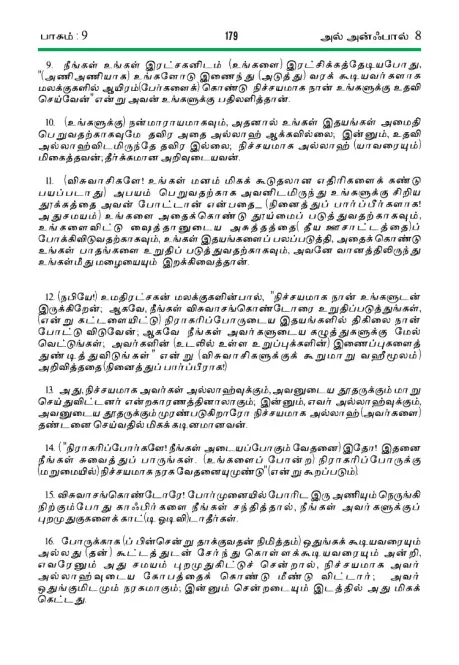 பாகம் : 9 179 அல் அன்ஃபால் 8
9. நீங்கள் உங்கள் இரட்சகனிடம் (உங்களை) இரட்சிக்கத்தேடியபோது,
"(அணிஅணியாக) உங்களோடு இணைந்து (அடுத்து) வரக் கூடியவர்களாக
மலக்குகளில் ஆயிரம்(பேர்களைக்) கொண்டு நிச்சயமாக நான் உங்களுக்கு உதவி
செய்வேன்" என்று அவன் உங்களுக்கு பதிலளித்தான்.
10. (உங்களுக்கு) நன்மாராயமாகவும், அதனால் உங்கள் இதயங்கள் அமைதி
பெறுவதற்காகவுமே தவிர அதை அல்லாஹ் ஆக்கவில்லை; இன்னும், உதவி
அல்லாஹ்விடமிருந்தே தவிர இல்லை; நிச்சயமாக அல்லாஹ் (யாவரையும்)
மிகைத்தவன்; தீர்க்கமான அறிவுடையவன்.
11. (விசுவாசிகளே! உங்கள் மனம் மிகக் கூடுதலான எதிரிகளைக் கண்டு
பயப்படாது) அபயம் பெறுவதற்காக அவனிடமிருந்து உங்களுக்கு சிறிய
தூக்கத்தை அவன் போட்டான் என்பதை_ (நினைத்துப் பார்ப்பீர்களாக!
அதுசமயம்) உங்களை அதைக்கொண்டு தூய்மைப் படுத்துவதற்காகவும்,
உங்களைவிட்டு ஷைத்தானுடைய அசுத்தத்தை(தீய ஊசாட்டத்தை)ப்
போக்கிவிடுவதற்காகவும், உங்கள் இதயங்களைப் பலப்படுத்தி, அதைக்கொண்டு
உங்கள் பாதங்களை உறுதிப் படுத்துவதற்காகவும், அவனே வானத்திலிருந்து
உங்கள்மீது மழையையும் இறக்கிவைத்தான்.
12. (நபியே!) உமதிரட்சகன் மலக்குகளின்பால், "நிச்சயமாக நான் உங்களுடன்
இருக்கிறேன்; ஆகவே, நீங்கள் விசுவாசங்கொண்டோரை உறுதிப்படுத்துங்கள்,
(என்று கட்டளையிட்டு) நிராகரிப்போருடைய இதயங்களில் திகிலை நான்
போட்டு விடுவேன்; ஆகவே நீங்கள் அவர்களுடைய கழுத்துகளுக்கு மேல்
வெட்டுங்கள்; அவர்களின் (உடலில் உள்ள உறுப்புக்களின்) இணைப்புகளைத்
துண்டித்துவிடுங்கள்" என்று (விசுவாசிகளுக்குக் கூறுமாறு வஹீமூலம்)
அறிவித்ததை(நினைத்துப் பார்ப்பீராக!)
13. அது, நிச்சயமாக அவர்கள் அல்லாஹ்வுக்கும், அவனுடைய தூதருக்கும் மாறு
செய்துவிட்டனர் என்றகாரணத்தினாலாகும்; இன்னும், எவர் அல்லாஹ்வுக்கும்,
அவனுடைய தூதருக்கும் முரண்படுகிறாரோ நிச்சயமாக அல்லாஹ் (அவர்களை)
தண்டனை செய்வதில் மிகக்கடினமானவன்.
14. ("நிராகரிப்போர்களே! நீங்கள் அடையப்போகும் வேதனை) இதோ! இதனை
நீங்கள் சுவைத்துப் பாருங்கள். (உங்களைப் போன்ற) நிராகரிப்போருக்கு
(மறுமையில்) நிச்சயமாக நரக வேதனையுமுண்டு" (என்று கூறப்படும்).
15. விசுவாசங்கொண்டோரே! போர்முனையில் போரிட இரு அணியும் நெருங்கி
நிற்கும்போது காஃபிர்களை நீங்கள் சந்தித்தால், நீங்கள் அவர்களுக்குப்
புறமுதுகுகளைக் காட்(டி ஓடிவி)டாதீர்கள்.
16. போருக்காக(ப் பின்சென்று தாக்குவதன் நிமித்தம்) ஒதுங்கக் கூடியவரையும்
அல்லது (தன்) கூட்டத்துடன் சேர்ந்து கொள்ளக்கூடியவரையும் அன்றி,
எவரேனும் அது சமயம் புறமுதுகிட்டுச் சென்றால், நிச்சயமாக அவர்
அல்லாஹ்வுடைய கோபத்தைக் கொண்டு மீண்டு விட்டார்; அவர்
ஒதுங்குமிடமும் நரகமாகும்; இன்னும் சென்றடையும் இடத்தில் அது மிகக்
கெட்டது.